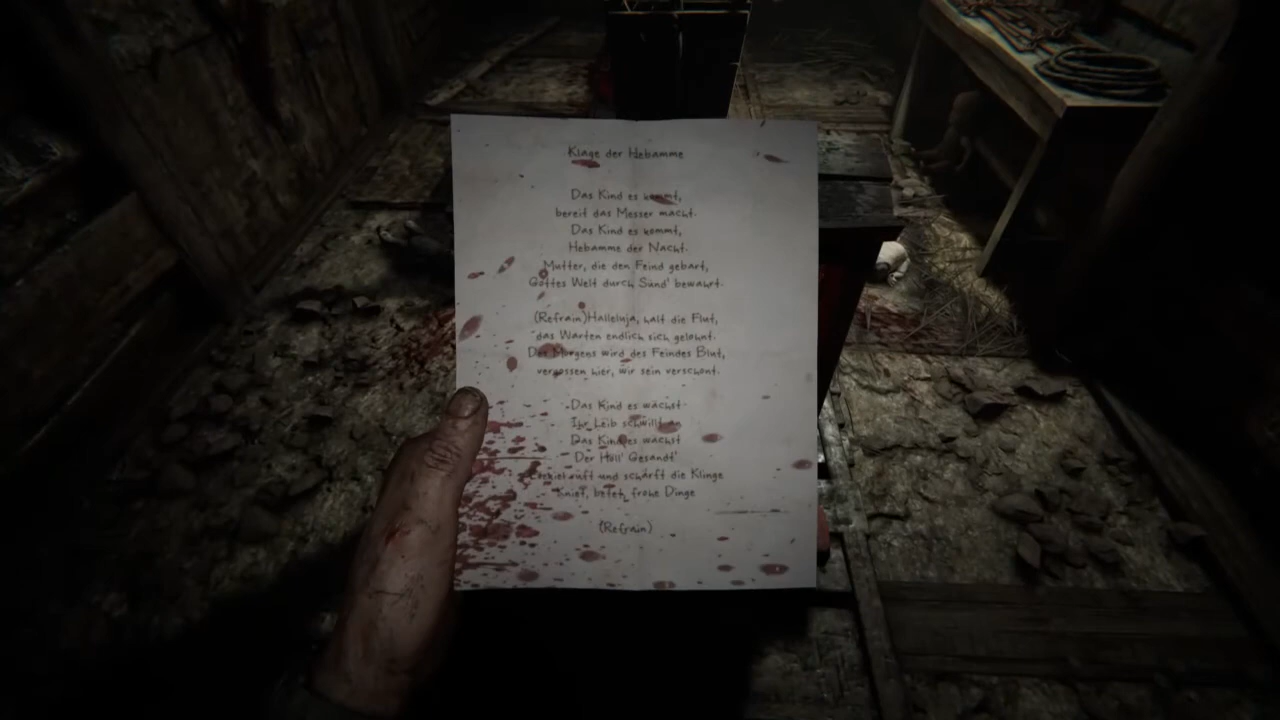 Klage der Hebamme
Das Kind es kommt,
bereit das Messer macht.
Das Kind es kommt,
Hebamme der Nacht.
Mutter, die den Feind gebart,
Gottes Welt durch Sünd' bewahrt.
(Refrain)Halleluja, halt die Flut,
das Warten endlich sich gelohnt.
Des Morgens wird des Feindes Blut,
vergossen hier, wir sein verschont.
Das Kind es wächst
Ihr Leib schwillt an
Das Kind es wächst
Der Höll' Gesandt'
ruft und schärft die Klinge
Kniet, betet, frohe Dinge
(Refrain)